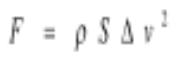 F = ρ S Δ v²